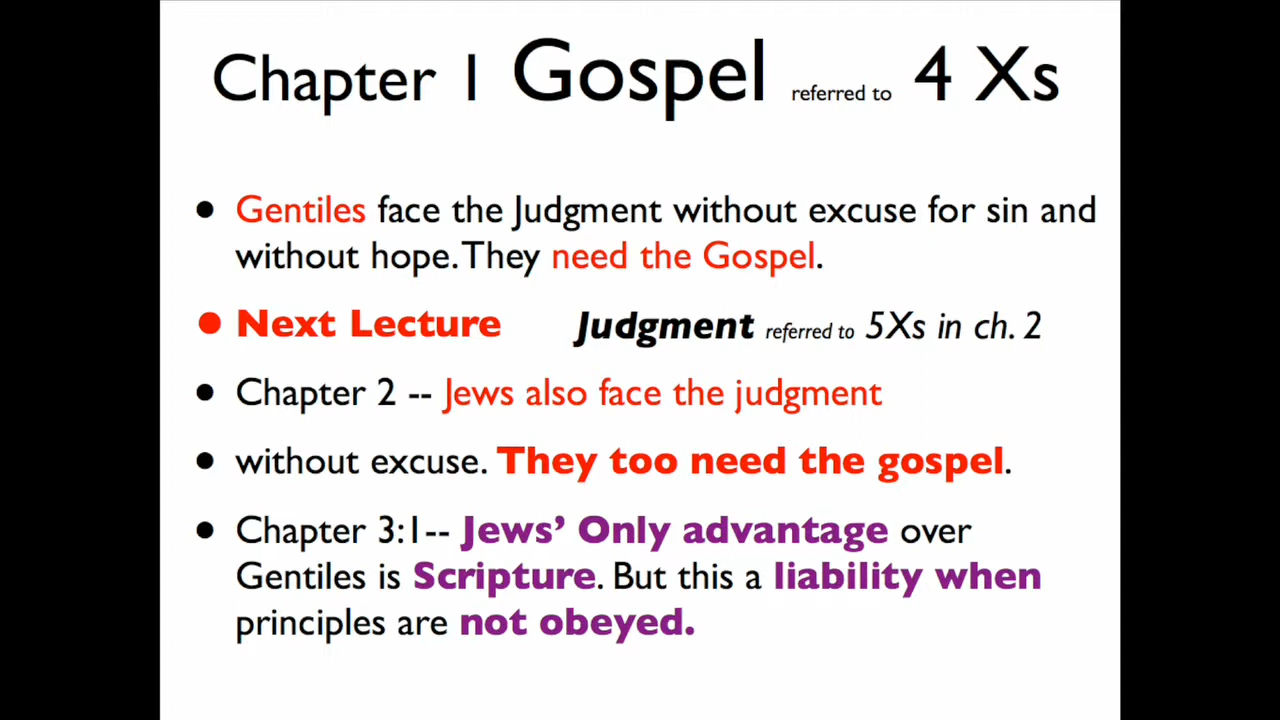 Chapter 1 Gospel referred to 4 Xs
• Gentiles face the Judgment without excuse for sin and
without hope. They need the Gospel.
• Next Lecture Judgment referred to 5Xs in ch. 2
• Chapter 2 -- Jews also face the judgment
• without excuse. They too need the gospel.
• Chapter 3:1-- Jews’ Only advantage over
Gentiles is Scripture. But this a liability when
principles are not obeyed.